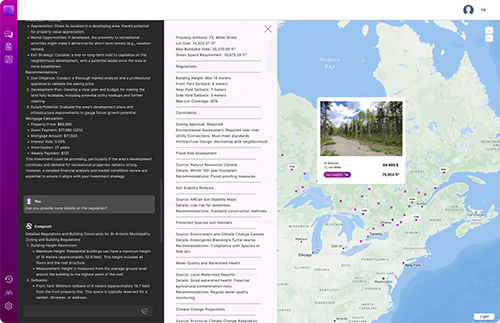 Appreciation: Given its location in a developing area, there's potential
for property value appreciation.
Rental Opportunities: If developed, the proximity to recreational
activities might make it attractive for short-term rentals (e.g., vacation
rentals).
Exit Strategy: Consider a mid-to-long-term hold to capitalize on the
neighborhood development, with a potential resale once the area is
more established.
Recommendations:
1. Due Diligence: Conduct a thorough market analysis and a professional
appraisal to validate the asking price.
2. Development Plan: Develop a clear plan and budget for making the
land fully buildable, including potential utility hookups and further
clearing.
3. Future Potential: Evaluate the area's development plans and
infrastructure improvements to gauge future growth potential.
Mortgage Calculation:
Property Price: $89,900
Mortgage Amount: $71,920
Interest Rate: 5.50%
Amortization: 25 years
Weekly Payment: $101
This investment could be promising, particularly if the area's development
continues and demand for recreational properties remains strong.
However, a detailed financial analysis and market conditions review are
essential to ensure it aligns with your investment strategy.
You
Can you provide more details on the regulation?
Detailed Regulations and Building Constraints for St-Antonin Municipality
Zoning and Building Regulations
1. Building Height Restriction:
Maximum Height: Residential buildings can have a maximum height
of 10 meters (approximately 32.8 feet). This height includes all
floors and the roof structure.
Measurement: Height is measured from the average ground level
around the building to the highest point of the roof.
2. Setbacks
Front Yard: Minimum setback of 6 meters (approximately 19.7 feet)
from the front property line. This space is typically reserved for a
garden, driveway, or walkway.
Property Address: 72, Willie Street
Lot Size: 75,502.51 ft²
Max Buildable Area: 30,200.85 ft²
Green Space Requirement: 18,875.59 ft²
Regulations
Building Height: Max 10 meters
Front Yard Setback: 6 meters
Rear Yard Setback: 7 meters
Side Yard Setback: 3 meters
Max Lot Coverage: 40%
Constraints
Zoning Approval: Required
Environmental Assessment: Required near river
Utility Connections: Must meet standards
Architectural Design: Harmonize with neighborhood
Flood Risk Assessment
Source: Natural Resources Canada
Details: Within 100-year floodplain.
Recommendations: Flood-proofing measures.
Soil Stability Analysis
Source: NRCan Soil Stability Maps
Details: Low risk for landslides.
Recommendations: Standard construction methods.
Protected Species and Habitats
Source: Environment and Climate Change Canada
Details: Endangered Blanding's Turtle nearby.
Recommendations: Compliance with Species at
Risk Act.
Water Quality and Watershed Health
Source: Local Watershed Reports
Details: Good watershed health. Potential
agricultural contamination risks.
Recommendations: Regular water quality
monitoring.
Climate Change Projections
Source: Provincial Climate Change Adaptation
FR
Hudson
Bay
St-Antonin
89 900 $
75,502 ft²
Toronto
Light